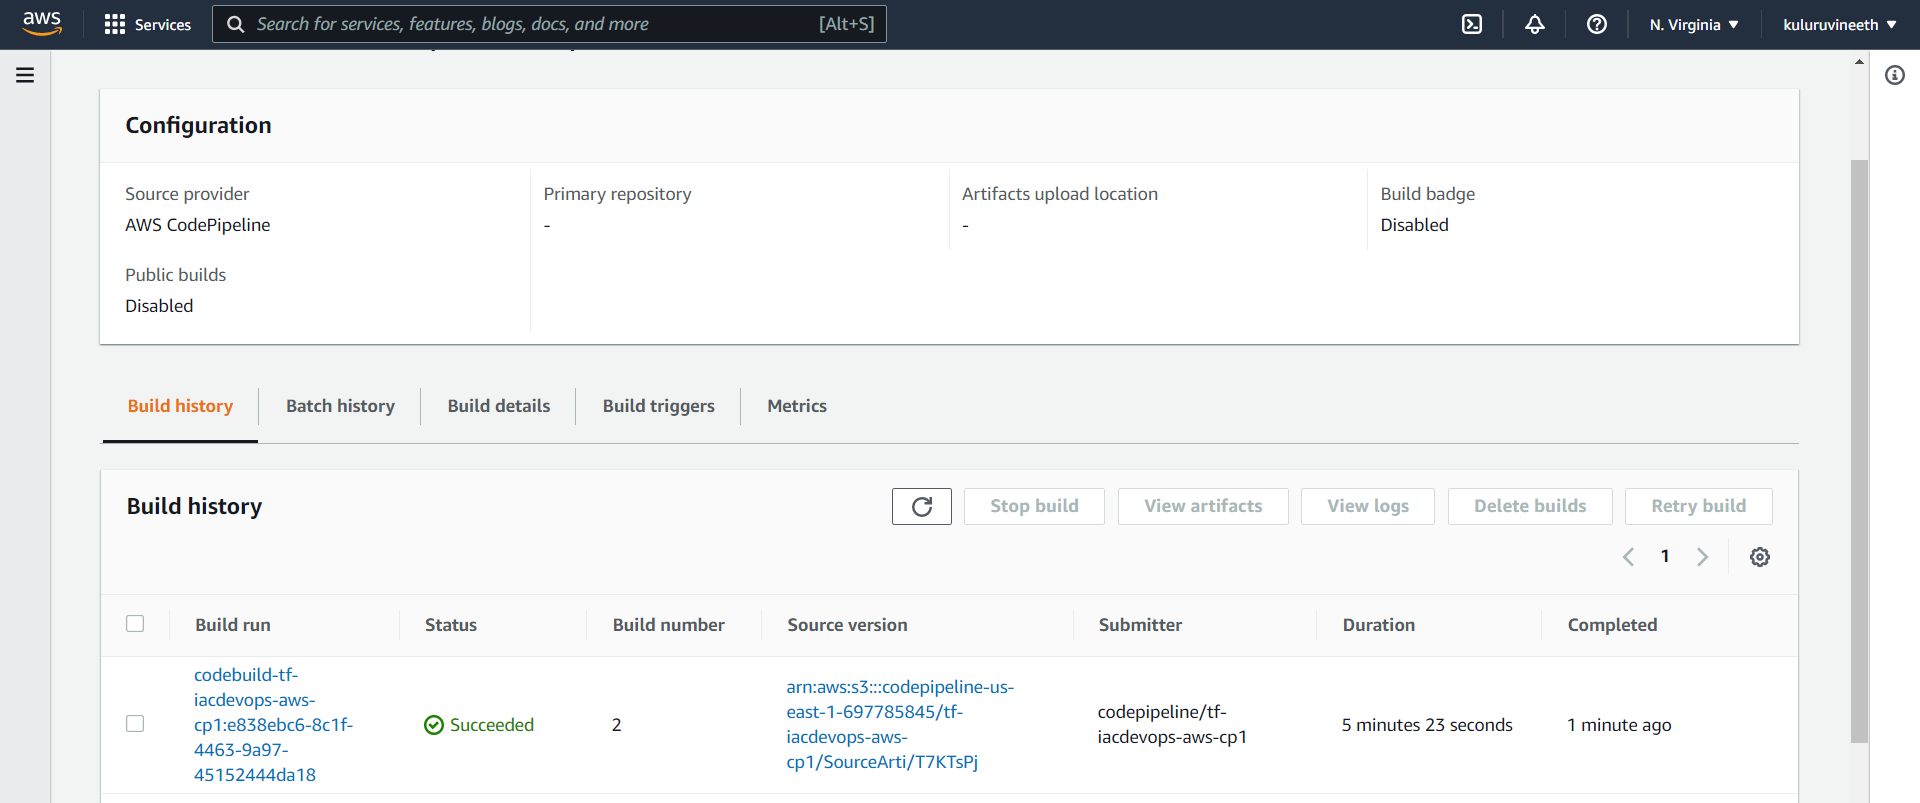 aws
Services
Search for services, features, blogs, docs, and more
[Alt+S]
N. Virginia
kuluruvineeth
Configuration
Source provider
AWS CodePipeline
Primary repository
-
Artifacts upload location
-
Build badge
Disabled
Public builds
Disabled
Build history
Batch history
Build details
Build triggers
Metrics
Build history
Stop build
View artifacts
View logs
Delete builds
Retry build
1
Build run
Status
Build number
Source version
Submitter
Duration
Completed
codebuild-tf-
iacdevops-aws-
cp1:e838ebc6-8c1f-
4463-9a97-
45152444da18
Succeeded
2
arn:aws:s3:::codepipeline-us-
east-1-697785845/tf-
iacdevops-aws-
cp1/SourceArti/T7KTsPj
codepipeline/tf-
iacdevops-aws-cp1
5 minutes 23 seconds
1 minute ago